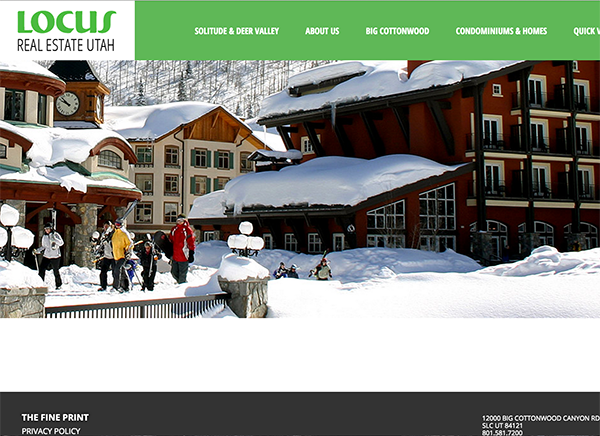 LOCUS
REAL ESTATE UTAH
SOLITUDE & DEER VALLEY ABOUT US BIG COTTONWOOD CONDOMINIUMS & HOMES QUICK
THE FINE PRINT
PRIVACY POLICY
12000 BIG COTTONWOOD CANYON RD
SLC UT 84121
801.581.7200